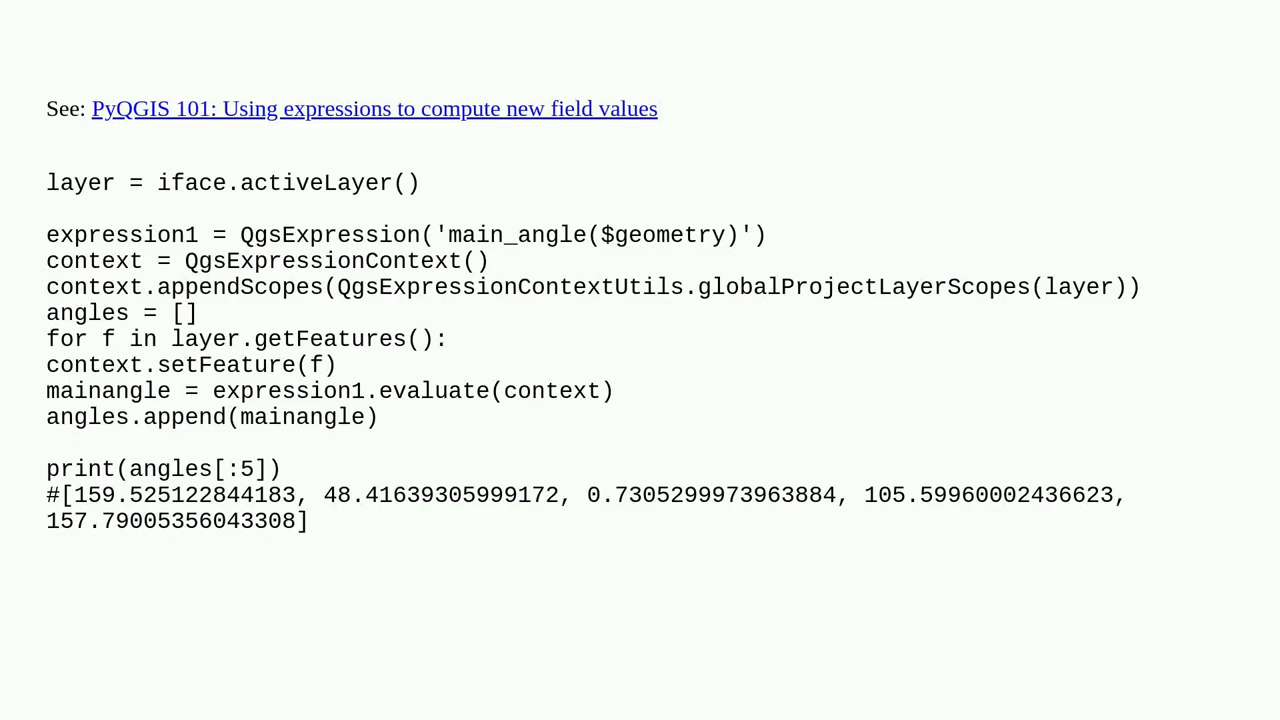 See: PyQGIS 101: Using expressions to compute new field values
layer = iface.activeLayer()
expression1 = QgsExpression('main_angle($geometry)')
context = QgsExpressionContext()
context.appendScopes(QgsExpressionContextUtils.globalProjectLayerScopes(layer))
angles = []
for f in layer.getFeatures():
context.setFeature(f)
mainangle = expression1.evaluate(context)
angles.append(mainangle)
print(angles[:5])
#[159.525122844183, 48.41639305999172, 0.7305299973963884, 105.59960002436623,
157.79005356043308]